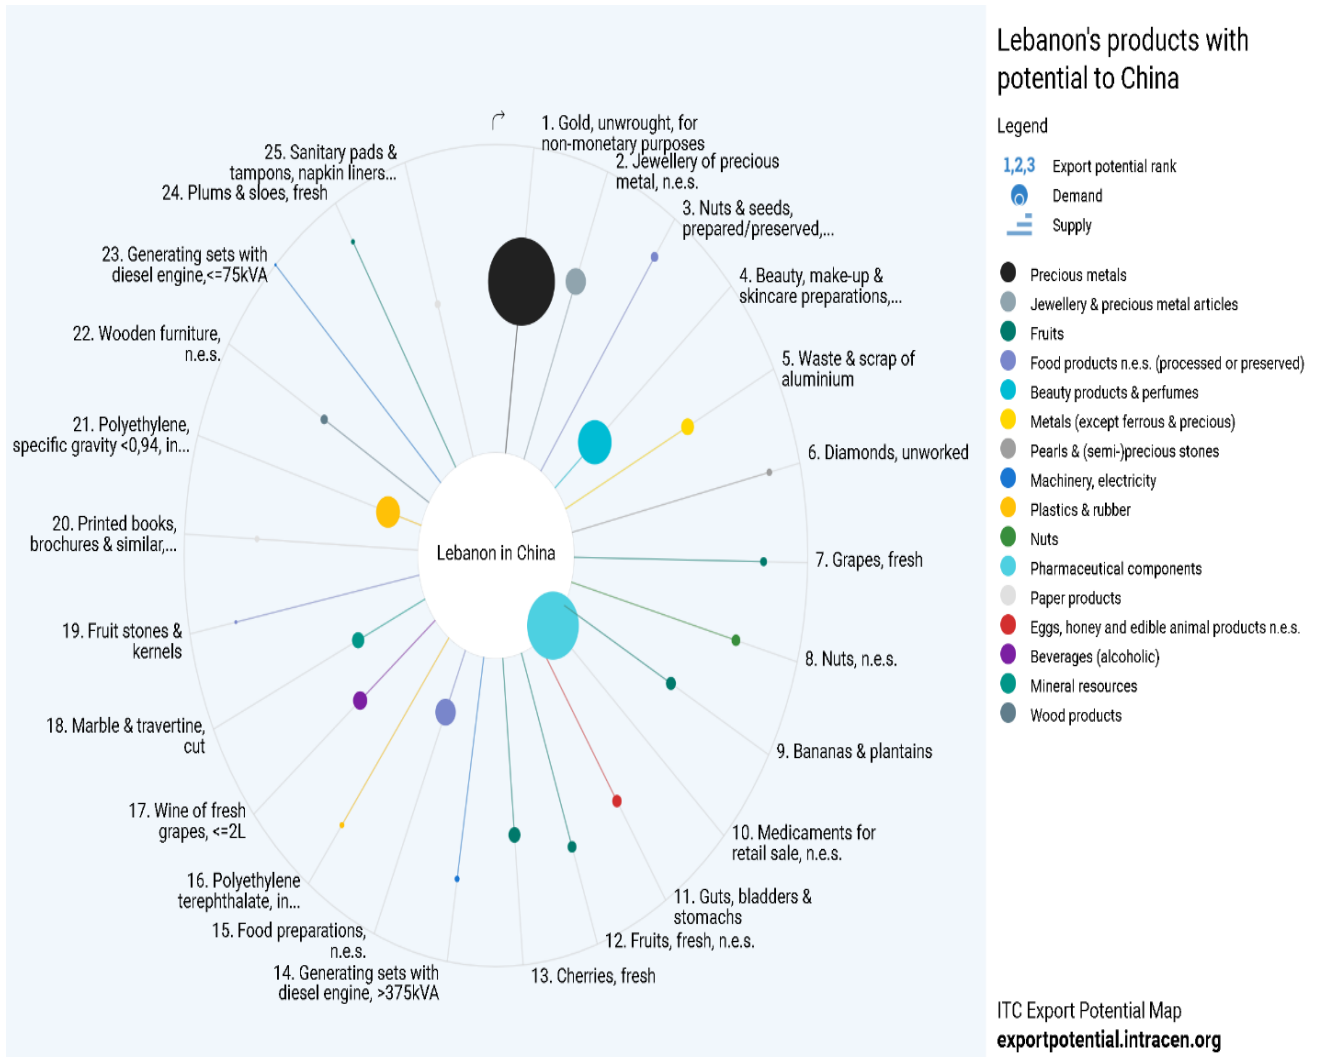 Lebanon's products with
potential to China
Legend
1,2,3 Export potential rank
Demand
Supply
Precious metals
Jewellery & precious metal articles
Fruits
Food products n.e.s. (processed or preserved)
Beauty products & perfumes
Metals (except ferrous & precious)
Pearls & (semi-)precious stones
Machinery, electricity
Plastics & rubber
Nuts
Pharmaceutical components
Paper products
Eggs, honey and edible animal products n.e.s.
Beverages (alcoholic)
Mineral resources
Wood products
1. Gold, unwrought, for
non-monetary purposes
2. Jewellery of precious
metal, n.e.s.
3. Nuts & seeds,
prepared/preserved,...
4. Beauty, make-up &
skincare preparations,...
5. Waste & scrap of
aluminium
6. Diamonds, unworked
7. Grapes, fresh
8. Nuts, n.e.s.
9. Bananas & plantains
10. Medicaments for
retail sale, n.e.s.
11. Guts, bladders &
stomachs
12. Fruits, fresh, n.e.s.
13. Cherries, fresh
14. Generating sets with
diesel engine, >375kVA
15. Food preparations,
n.e.s.
16. Polyethylene
terephthalate, in...
17. Wine of fresh
grapes, <=2L
18. Marble & travertine,
cut
19. Fruit stones &
kernels
20. Printed books,
brochures & similar,...
21. Polyethylene,
specific gravity <0,94, in...
22. Wooden furniture,
n.e.s.
23. Generating sets with
diesel engine,<=75kVA
24. Plums & sloes, fresh
25. Sanitary pads &
tampons, napkin liners...
Lebanon in China
ITC Export Potential Map
exportpotential.intracen.org